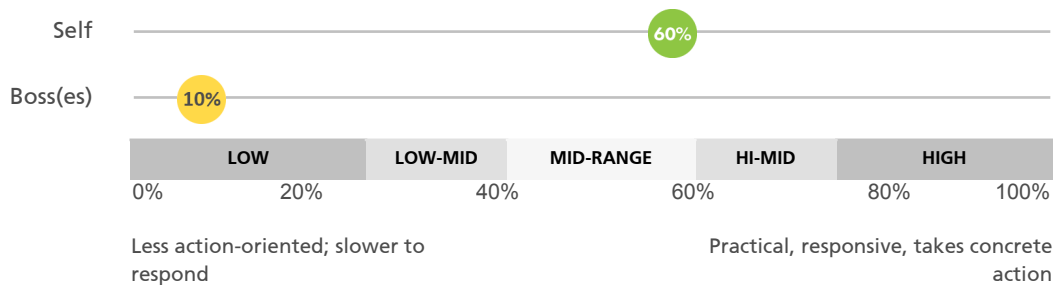 Self
60%
Boss(es)
10%
LOW LOW-MID MID-RANGE HI-MID HIGH
0% 20% 40% 60% 80% 100%
Less action-oriented; slower to
respond
Practical, responsive, takes concrete
action